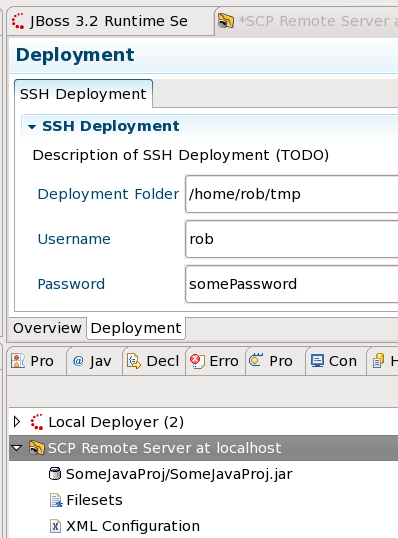 JBoss 3.2 Runtime Se
*SCP Remote Server a
Deployment
SSH Deployment
SSH Deployment
Description of SSH Deployment (TODO)
Deployment Folder /home/rob/tmp
Username rob
Password somePassword
Overview Deployment
Pro @ Jav Decl Erro Pro Con H
Local Deployer (2)
SCP Remote Server at localhost
SomeJavaProj/SomeJavaProj.jar
Filesets
XML Configuration